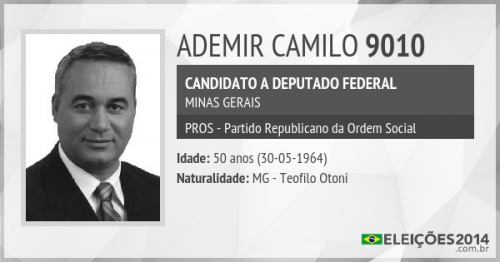 ADEMIR CAMILO 9010
CANDIDATO A DEPUTADO FEDERAL
MINAS GERAIS
PROS - Partido Republicano da Ordem Social
Idade: 50 anos (30-05-1964)
Naturalidade: MG - Teofilo Otoni
ELEIÇÕES2014
.com.br